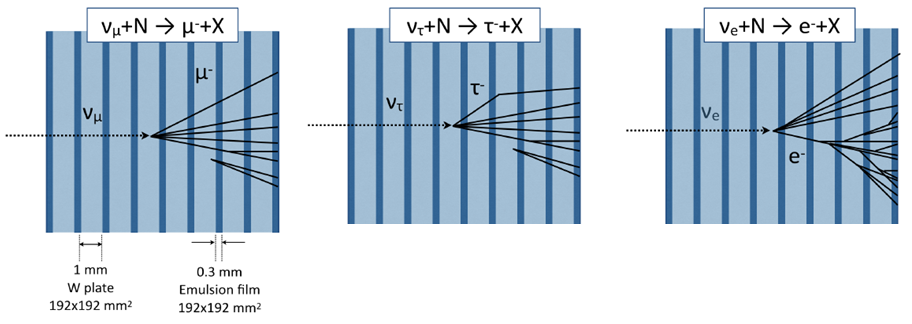 νμ+N → μ-+X
ντ+N → τ-+X
νe+N → e-+X
μ-
νμ
τ-
ντ
νe
e-
1 mm
W plate
192x192 mm²
0.3 mm
Emulsion film
192x192 mm²